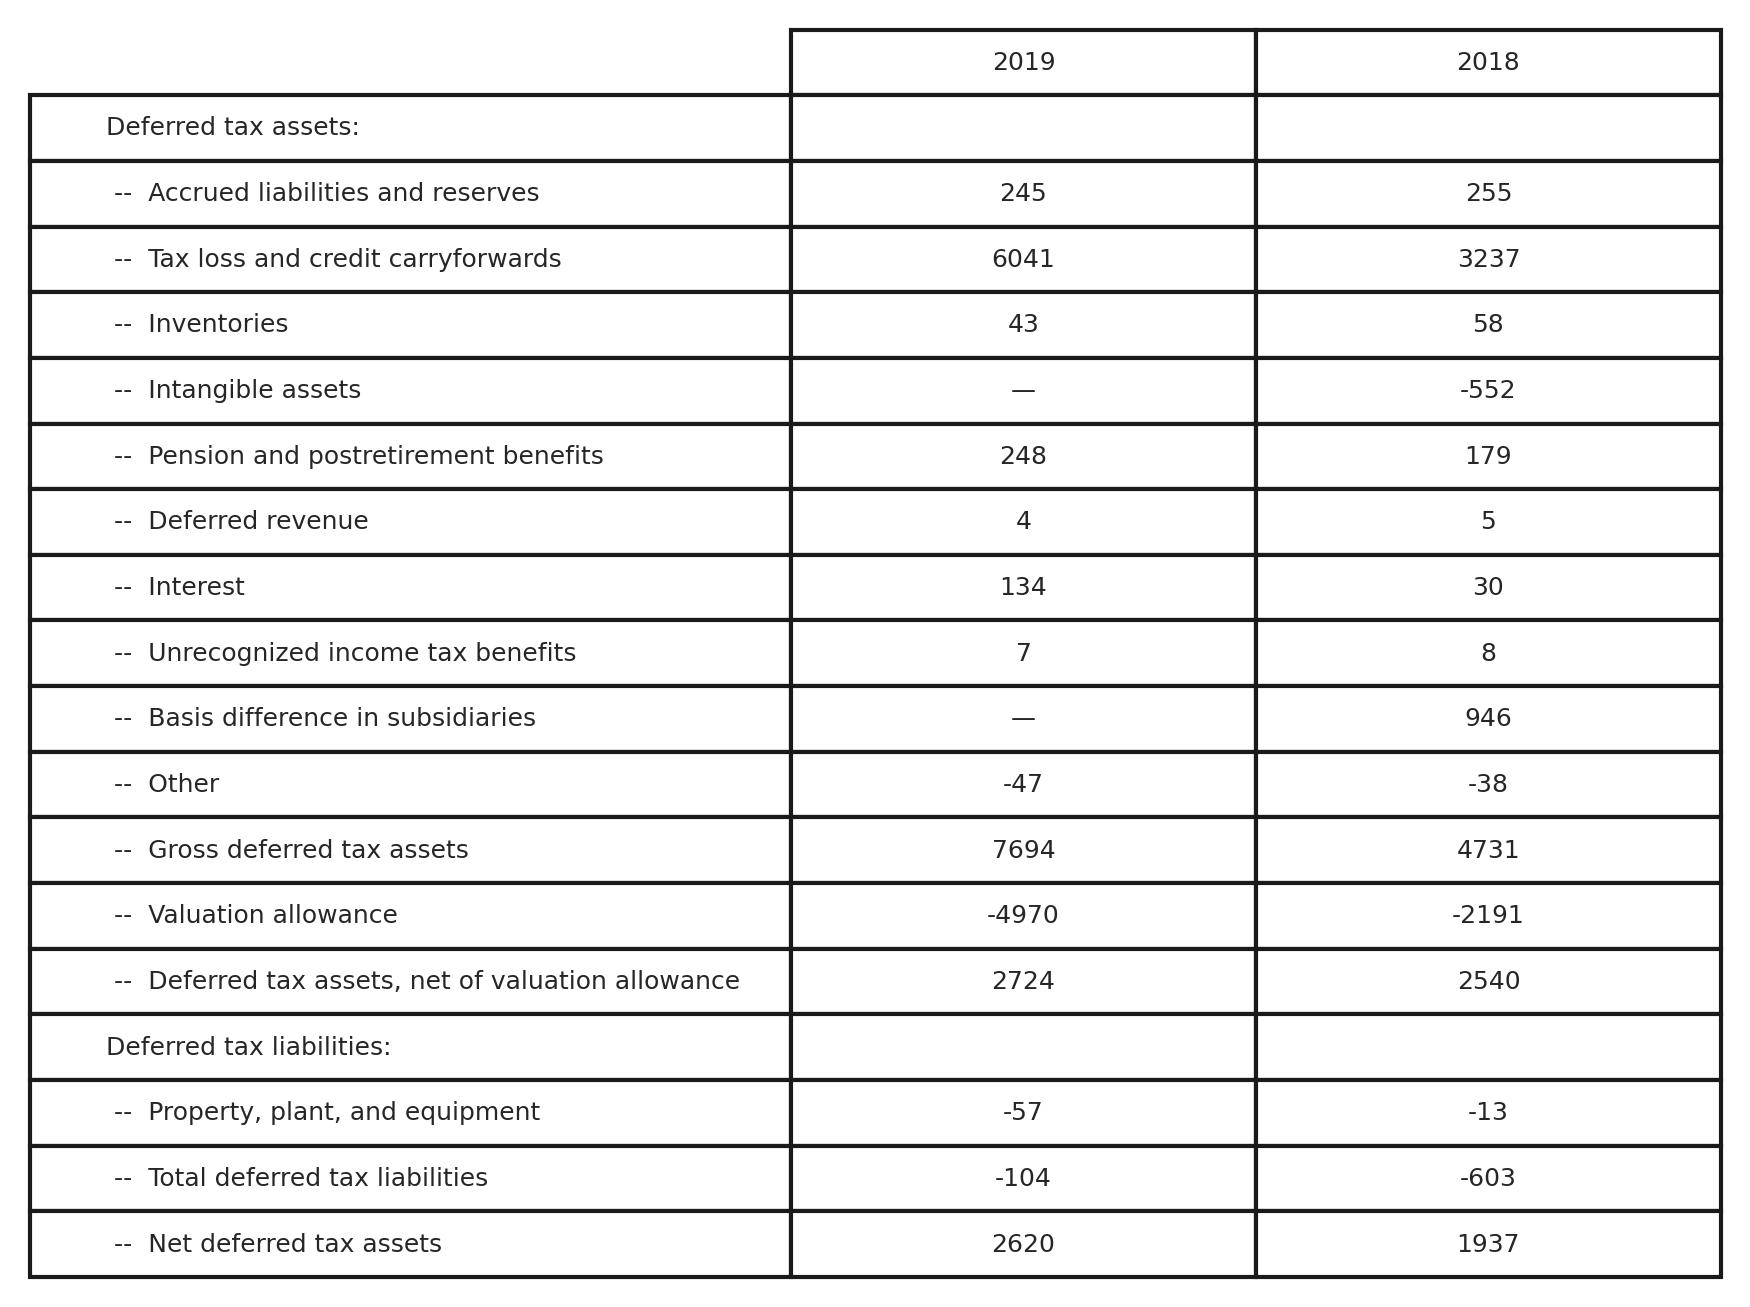 2019 2018
Deferred tax assets:
-- Accrued liabilities and reserves 245 255
-- Tax loss and credit carryforwards 6041 3237
-- Inventories 43 58
-- Intangible assets — -552
-- Pension and postretirement benefits 248 179
-- Deferred revenue 4 5
-- Interest 134 30
-- Unrecognized income tax benefits 7 8
-- Basis difference in subsidiaries — 946
-- Other -47 -38
-- Gross deferred tax assets 7694 4731
-- Valuation allowance -4970 -2191
-- Deferred tax assets, net of valuation allowance 2724 2540
Deferred tax liabilities:
-- Property, plant, and equipment -57 -13
-- Total deferred tax liabilities -104 -603
-- Net deferred tax assets 2620 1937